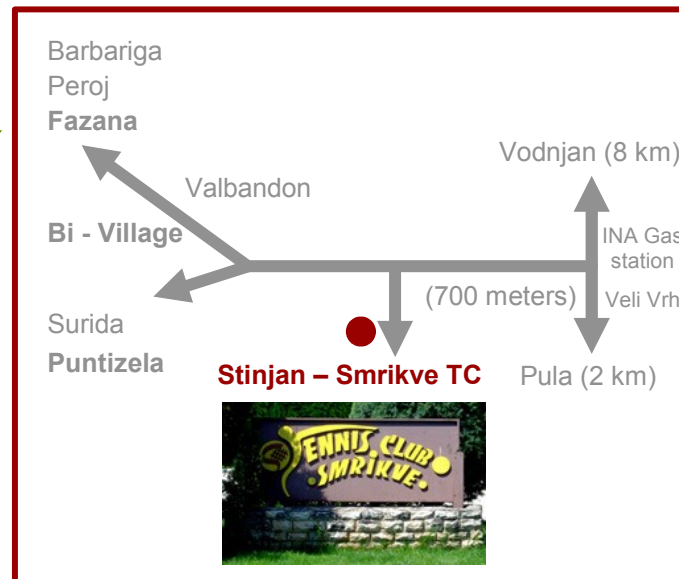 Barbariga
Peroj
Fazana
Valbandon
Vodnjan (8 km)
Bi - Village
INA Gas
station
(700 meters)
Veli Vrh
Surida
Puntizela
Stinjan – Smrikve TC
Pula (2 km)
TENNIS CLUB
•SMRIKVE•